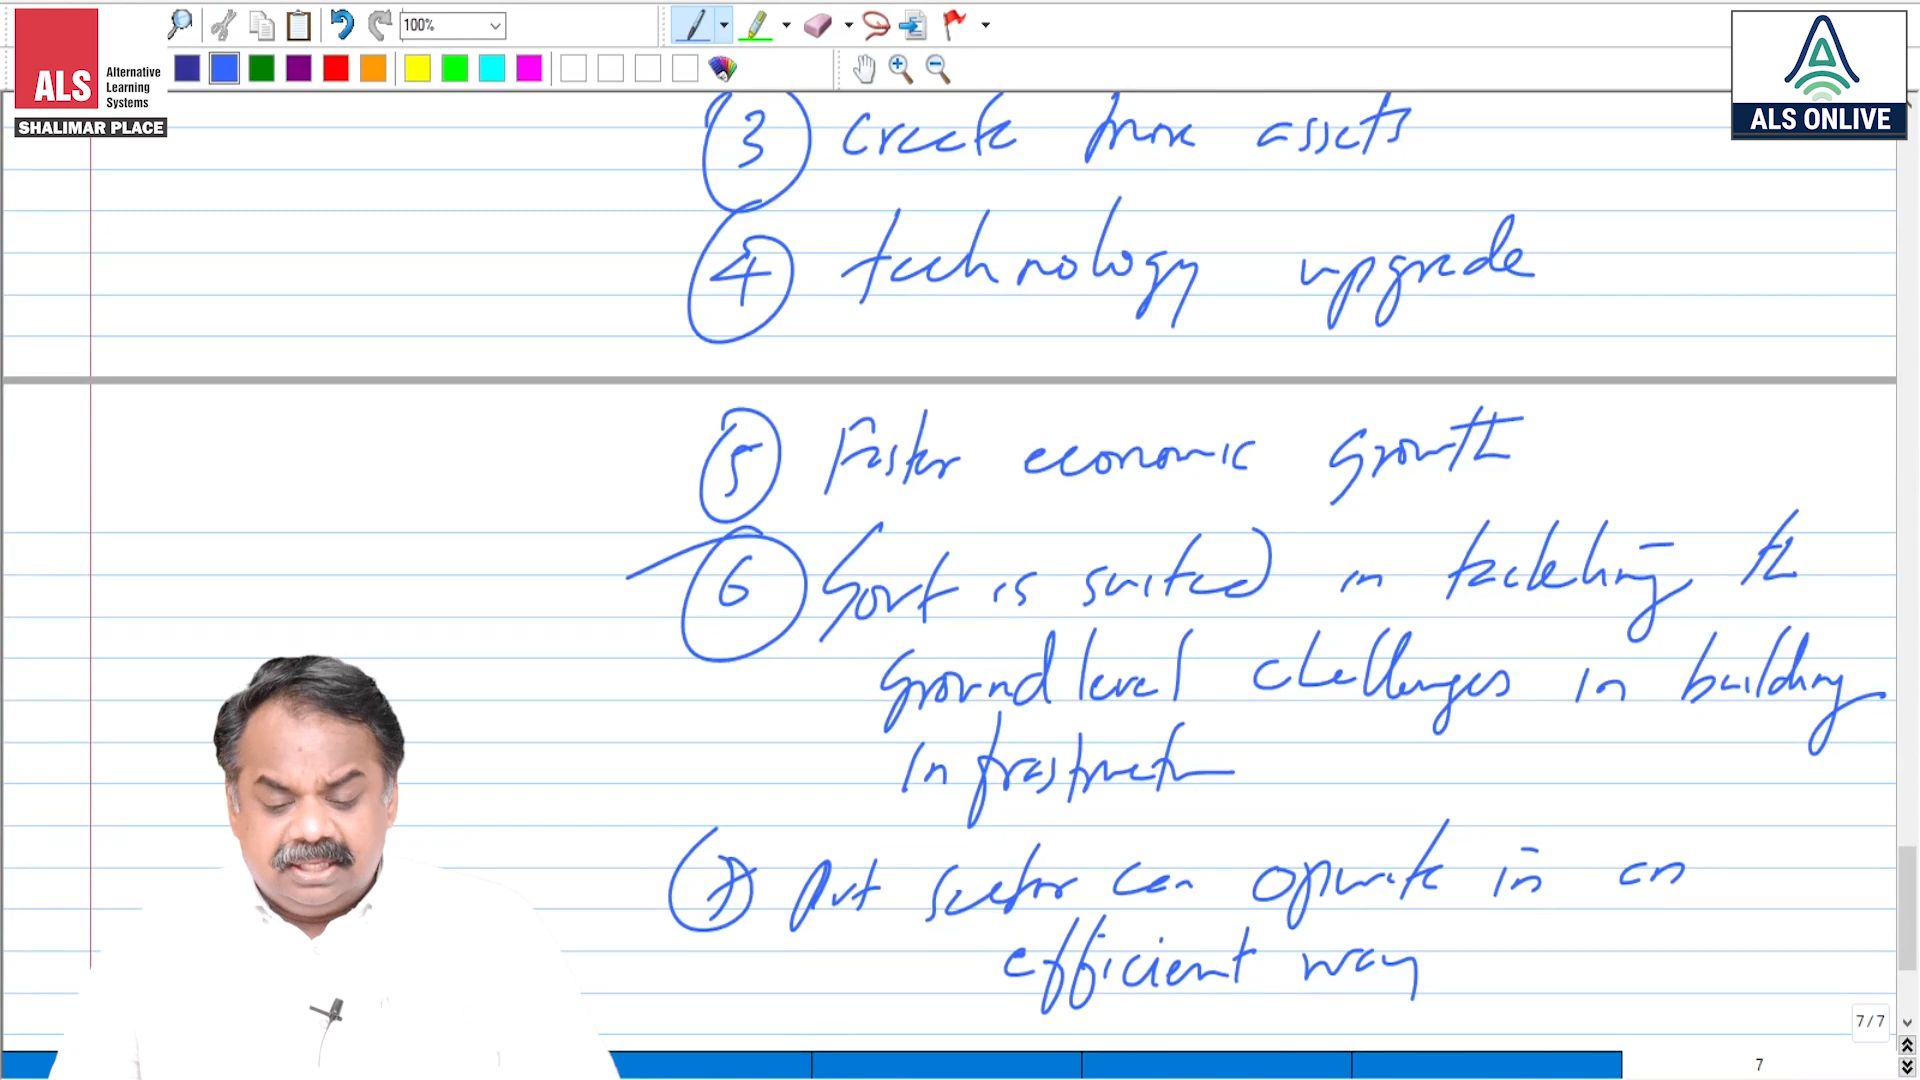 100%
ALS
Alternative
Learning
Systems
SHALIMAR PLACE
ALS ONLIVE
3 create more assets
4 technology upgrade
5 Faster economic growth
6 Govt is suited in tackling the
ground level challenges in building
infrastructure
7 Pvt sector can operate in an
efficient way
7/7
7